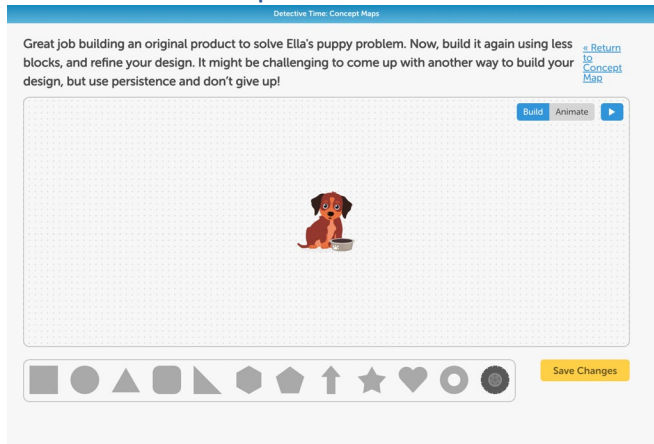 Detective Time: Concept Maps
Great job building an original product to solve Ella's puppy problem. Now, build it again using less
blocks, and refine your design. It might be challenging to come up with another way to build your
design, but use persistence and don't give up!
« Return
to
Concept
Map
Build Animate
Save Changes